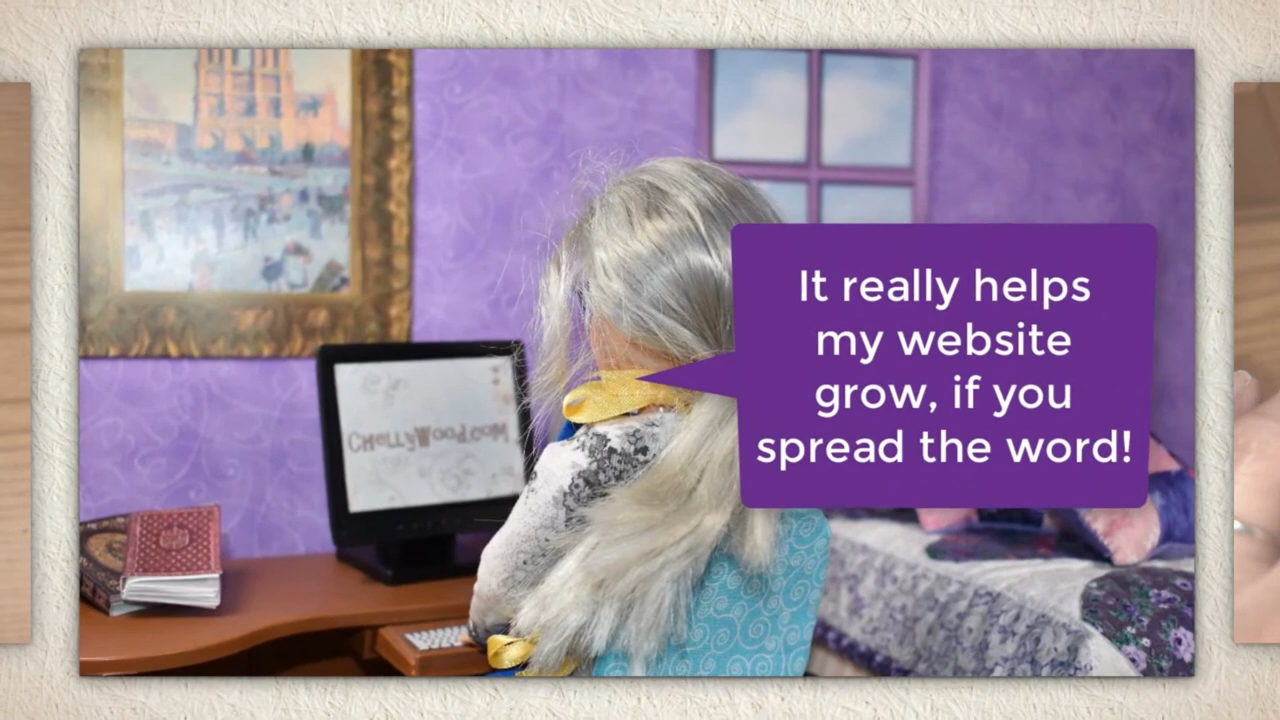 CHellyWood.com
It really helps
my website
grow, if you
spread the word!